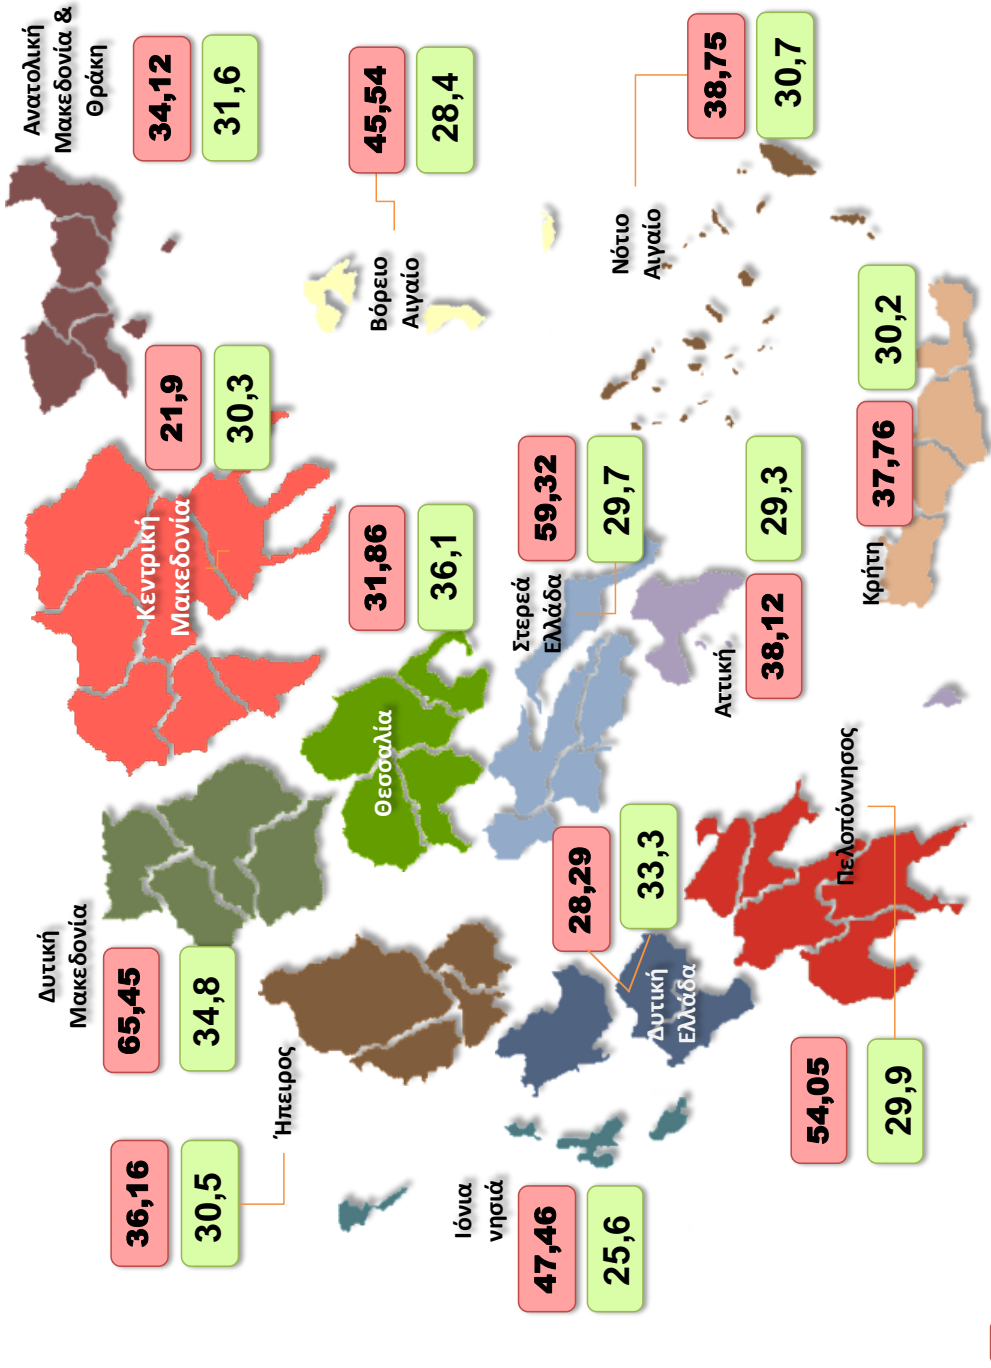 Ανατολική
Μακεδονία &
Θράκη
34,12
31,6
Κεντρική
Μακεδονία
21,9
30,3
Δυτική
Μακεδονία
65,45
34,8
Ήπειρος
36,16
30,5
Θεσσαλία
31,86
36,1
Βόρειο
Αιγαίο
45,54
28,4
Ιόνια
νησιά
47,46
25,6
Στερεά
Ελλάδα
59,32
29,7
Δυτική
Ελλάδα
28,29
33,3
Αττική
38,12
29,3
Νότιο
Αιγαίο
38,75
30,7
Πελοπόννησος
54,05
29,9
Κρήτη
37,76
30,2